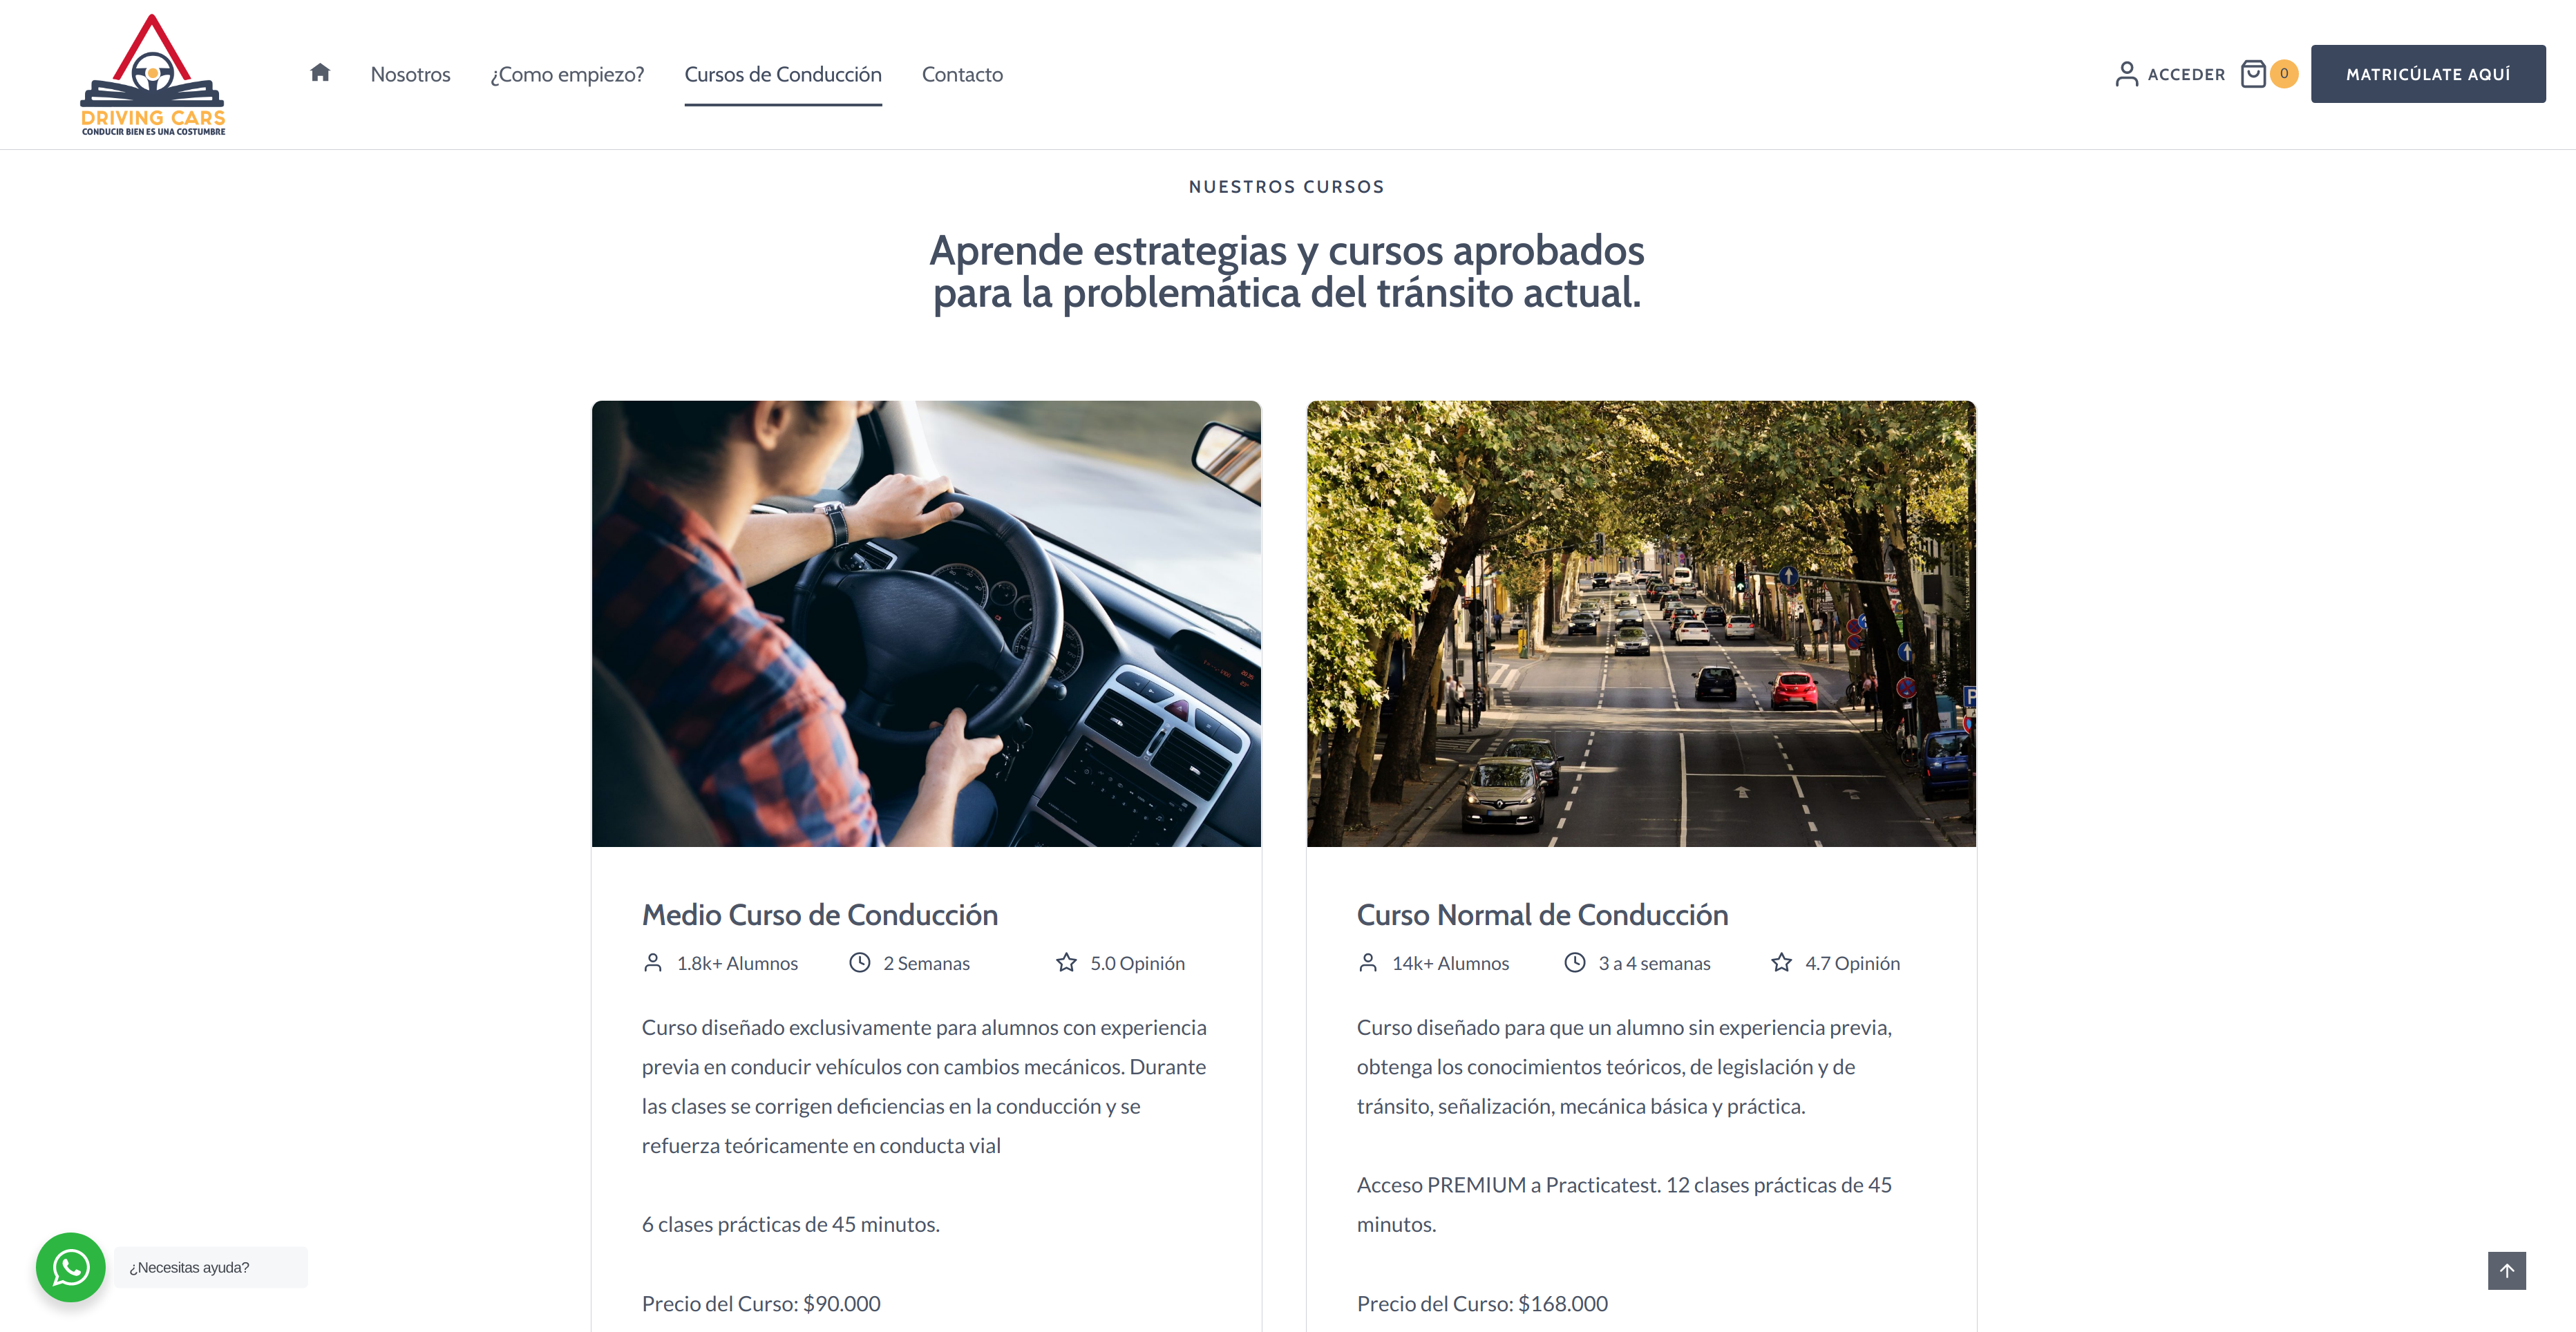 DRIVING CARS
CONDUCIR BIEN ES UNA COSTUMBRE
Nosotros
¿Como empiezo?
Cursos de Conducción
Contacto
ACCEDER
0
MATRICÚLATE AQUÍ
NUESTROS CURSOS
Aprende estrategias y cursos aprobados
para la problemática del tránsito actual.
Medio Curso de Conducción
1.8k+ Alumnos
2 Semanas
5.0 Opinión
Curso diseñado exclusivamente para alumnos con experiencia
previa en conducir vehículos con cambios mecánicos. Durante
las clases se corrigen deficiencias en la conducción y se
refuerza teóricamente en conducta vial
6 clases prácticas de 45 minutos.
Precio del Curso: $90.000
P
Curso Normal de Conducción
14k+ Alumnos
3 a 4 semanas
4.7 Opinión
Curso diseñado para que un alumno sin experiencia previa,
obtenga los conocimientos teóricos, de legislación y de
tránsito, señalización, mecánica básica y práctica.
Acceso PREMIUM a Practicatest. 12 clases prácticas de 45
minutos.
Precio del Curso: $168.000
¿Necesitas ayuda?